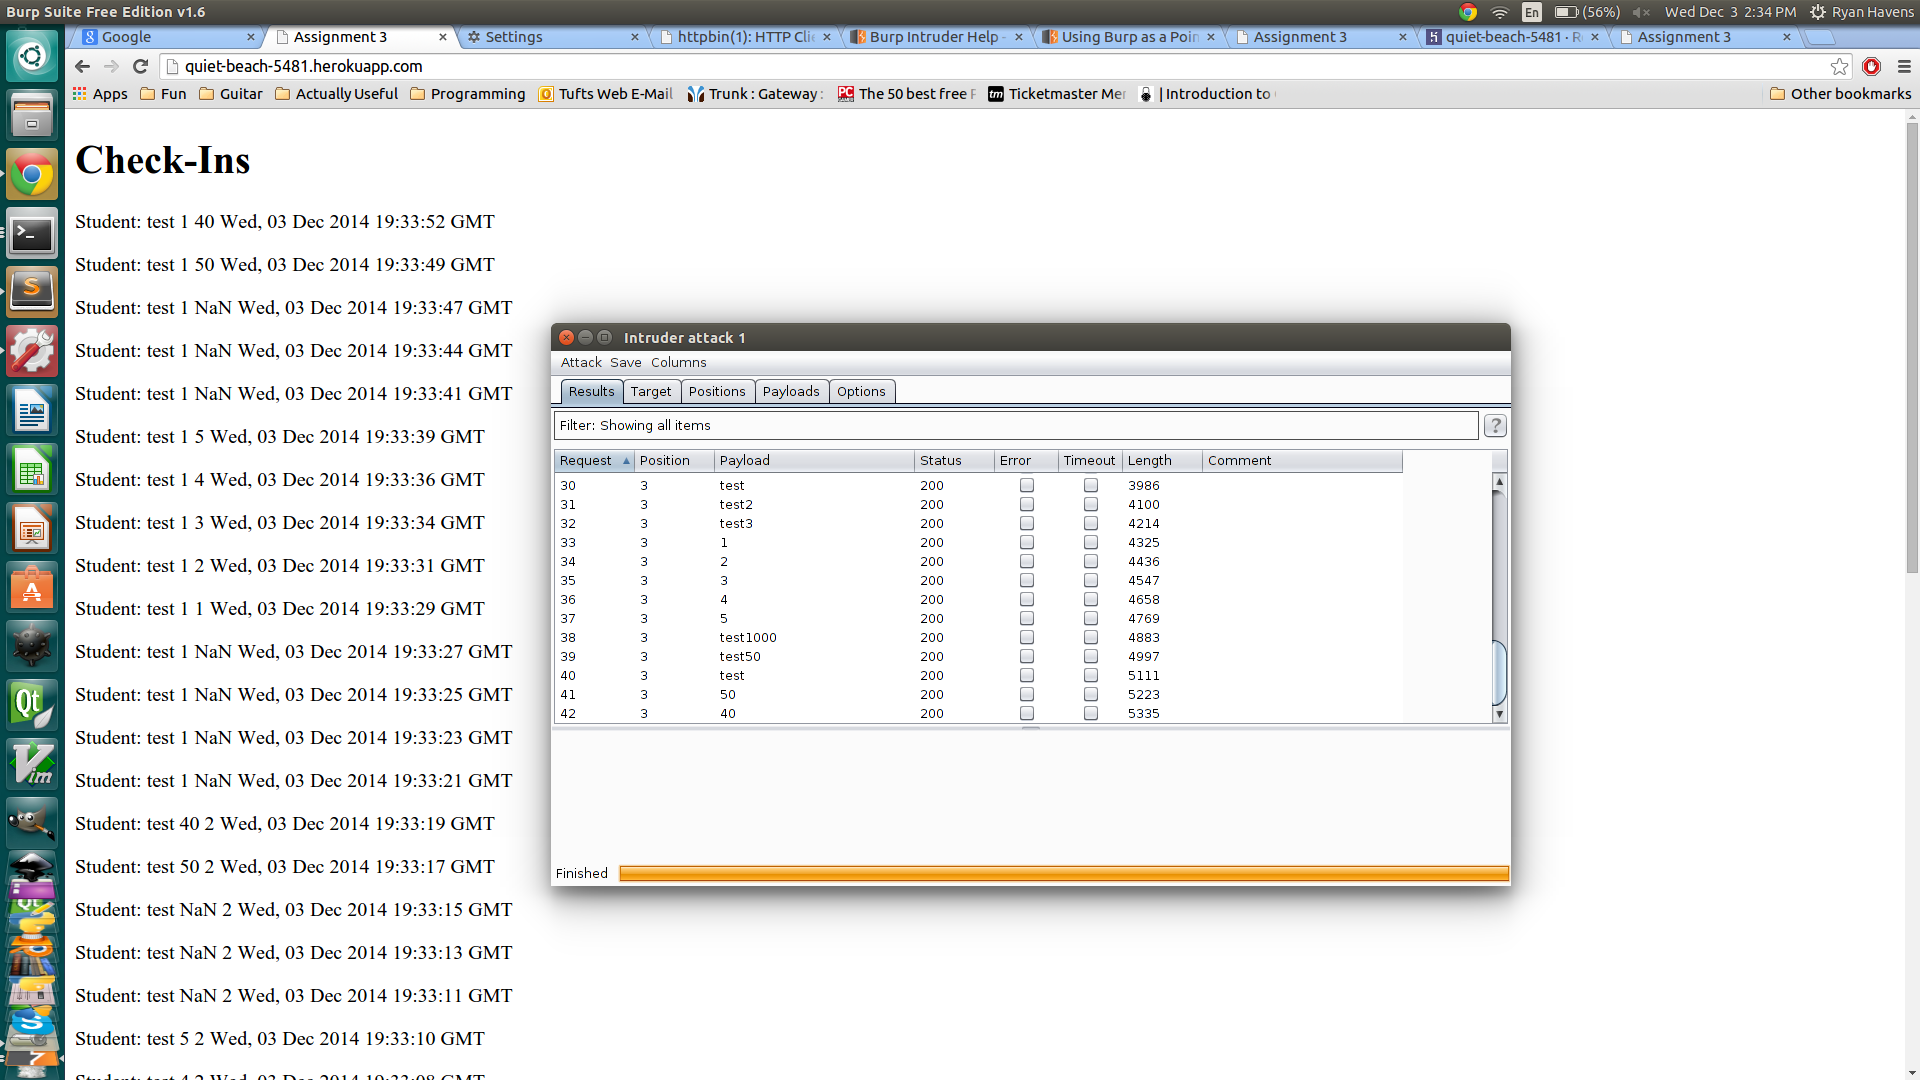 Burp Suite Free Edition v1.6
En
(56%)
Wed Dec 3 2:34 PM
Ryan Havens
Google
Assignment 3
Settings
httpbin(1): HTTP Clie
Burp Intruder Help -
Using Burp as a Poin
Assignment 3
quiet-beach-5481 · R
Assignment 3
quiet-beach-5481.herokuapp.com
Apps
Fun
Guitar
Actually Useful
Programming
Tufts Web E-Mail
Trunk : Gateway :
The 50 best free
Ticketmaster Mer
| Introduction to
Other bookmarks
Check-Ins
Student: test 1 40 Wed, 03 Dec 2014 19:33:52 GMT
Student: test 1 50 Wed, 03 Dec 2014 19:33:49 GMT
Student: test 1 NaN Wed, 03 Dec 2014 19:33:47 GMT
Student: test 1 NaN Wed, 03 Dec 2014 19:33:44 GMT
Student: test 1 NaN Wed, 03 Dec 2014 19:33:41 GMT
Student: test 1 5 Wed, 03 Dec 2014 19:33:39 GMT
Student: test 1 4 Wed, 03 Dec 2014 19:33:36 GMT
Student: test 1 3 Wed, 03 Dec 2014 19:33:34 GMT
Student: test 1 2 Wed, 03 Dec 2014 19:33:31 GMT
Student: test 1 1 Wed, 03 Dec 2014 19:33:29 GMT
Student: test 1 NaN Wed, 03 Dec 2014 19:33:27 GMT
Student: test 1 NaN Wed, 03 Dec 2014 19:33:25 GMT
Student: test 1 NaN Wed, 03 Dec 2014 19:33:23 GMT
Student: test 1 NaN Wed, 03 Dec 2014 19:33:21 GMT
Student: test 40 2 Wed, 03 Dec 2014 19:33:19 GMT
Student: test 50 2 Wed, 03 Dec 2014 19:33:17 GMT
Student: test NaN 2 Wed, 03 Dec 2014 19:33:15 GMT
Student: test NaN 2 Wed, 03 Dec 2014 19:33:13 GMT
Student: test NaN 2 Wed, 03 Dec 2014 19:33:11 GMT
Student: test 5 2 Wed, 03 Dec 2014 19:33:10 GMT
Student: test 4 2 Wed, 03 Dec 2014 19:33:08 GMT
Intruder attack 1
Attack Save Columns
Results Target Positions Payloads Options
Filter: Showing all items
?
Request Position Payload Status Error Timeout Length Comment
30 3 test 200 3986
31 3 test2 200 4100
32 3 test3 200 4214
33 3 1 200 4325
34 3 2 200 4436
35 3 3 200 4547
36 3 4 200 4658
37 3 5 200 4769
38 3 test1000 200 4883
39 3 test50 200 4997
40 3 test 200 5111
41 3 50 200 5223
42 3 40 200 5335
Finished